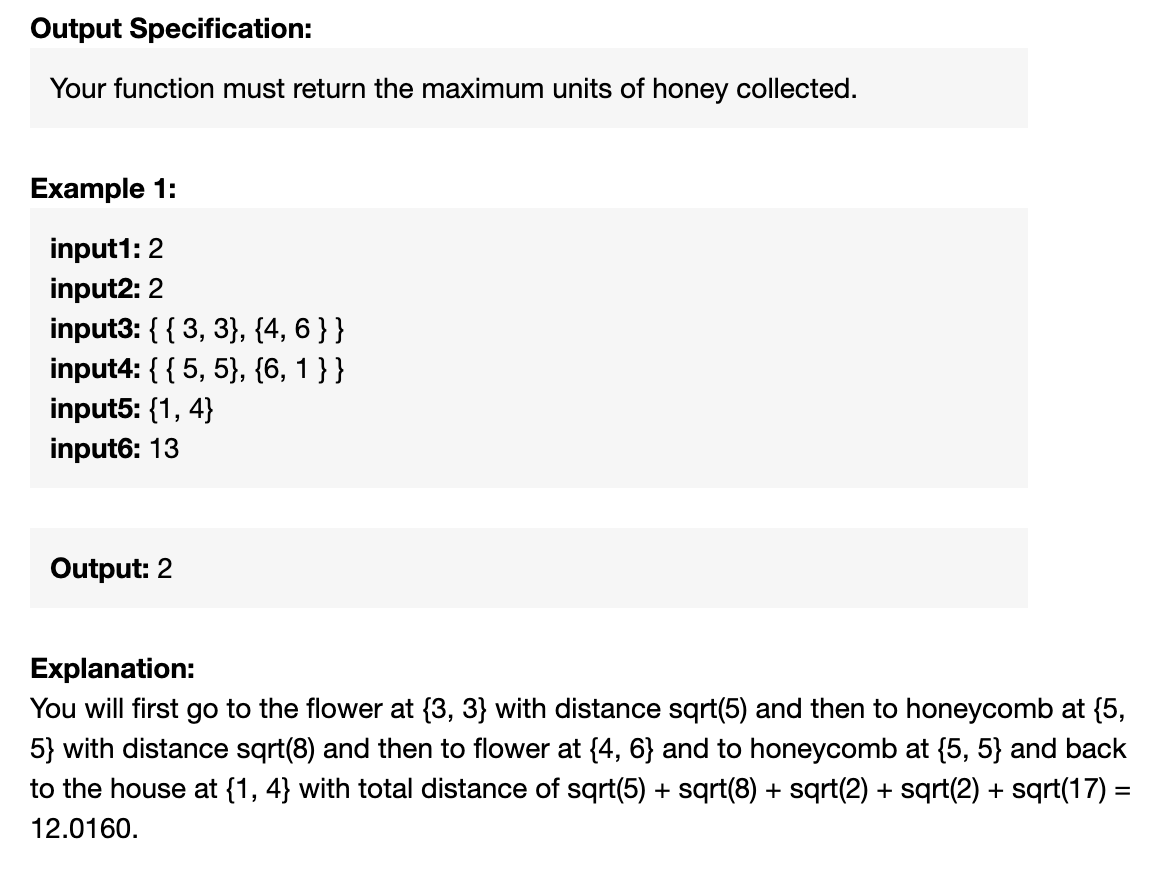 Output Specification:
Your function must return the maximum units of honey collected.
Example 1:
input1: 2
input2: 2
input3: { { 3, 3}, {4, 6 } }
input4: { { 5, 5}, {6, 1 } }
input5: {1, 4}
input6: 13
Output: 2
Explanation:
You will first go to the flower at {3, 3} with distance sqrt(5) and then to honeycomb at {5,
5} with distance sqrt(8) and then to flower at {4, 6} and to honeycomb at {5, 5} and back
to the house at {1, 4} with total distance of sqrt(5) + sqrt(8) + sqrt(2) + sqrt(2) + sqrt(17) =
12.0160.